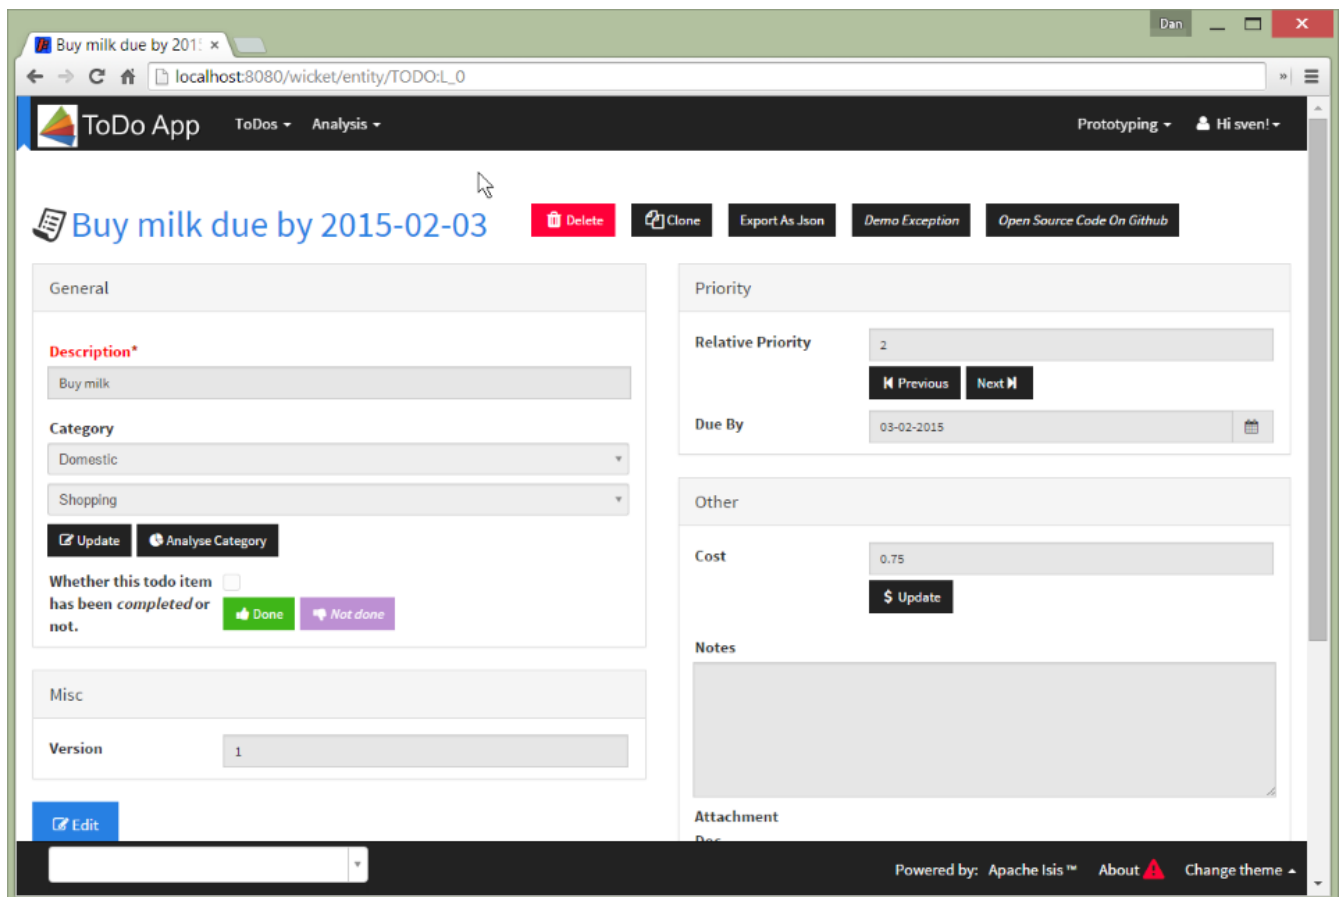 Dan
Buy milk due by 201
localhost:8080/wicket/entity/TODO:L_0
ToDo App ToDos Analysis Prototyping Hi sven!
Buy milk due by 2015-02-03 Delete Clone Export As Json Demo Exception Open Source Code On Github
General
Description*
Buy milk
Category
Domestic
Shopping
Update Analyse Category
Whether this todo item
has been completed or
not.
Done Not done
Misc
Version 1
Edit
Priority
Relative Priority 2
Previous Next
Due By 03-02-2015
Other
Cost 0.75
$ Update
Notes
Attachment
Powered by: Apache Isis™ About Change theme